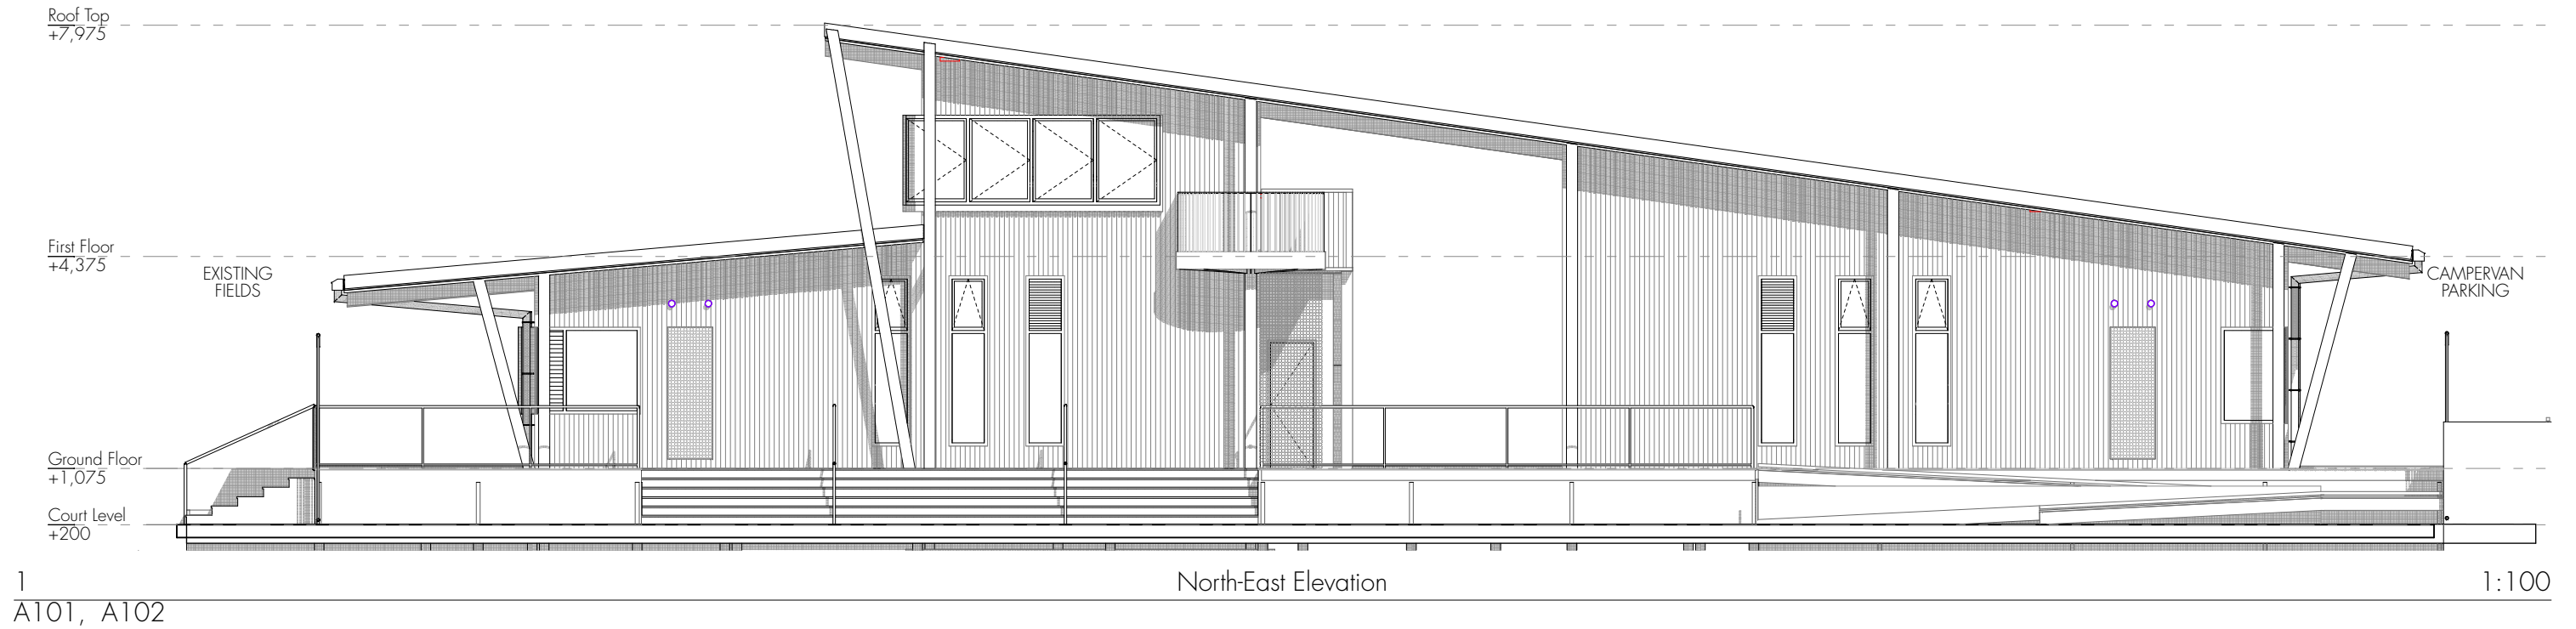 Roof Top
+7,975
First Floor
+4,375
EXISTING
FIELDS
CAMPERVAN
PARKING
Ground Floor
+1,075
Court Level
+200
1
North-East Elevation
1:100
A101, A102